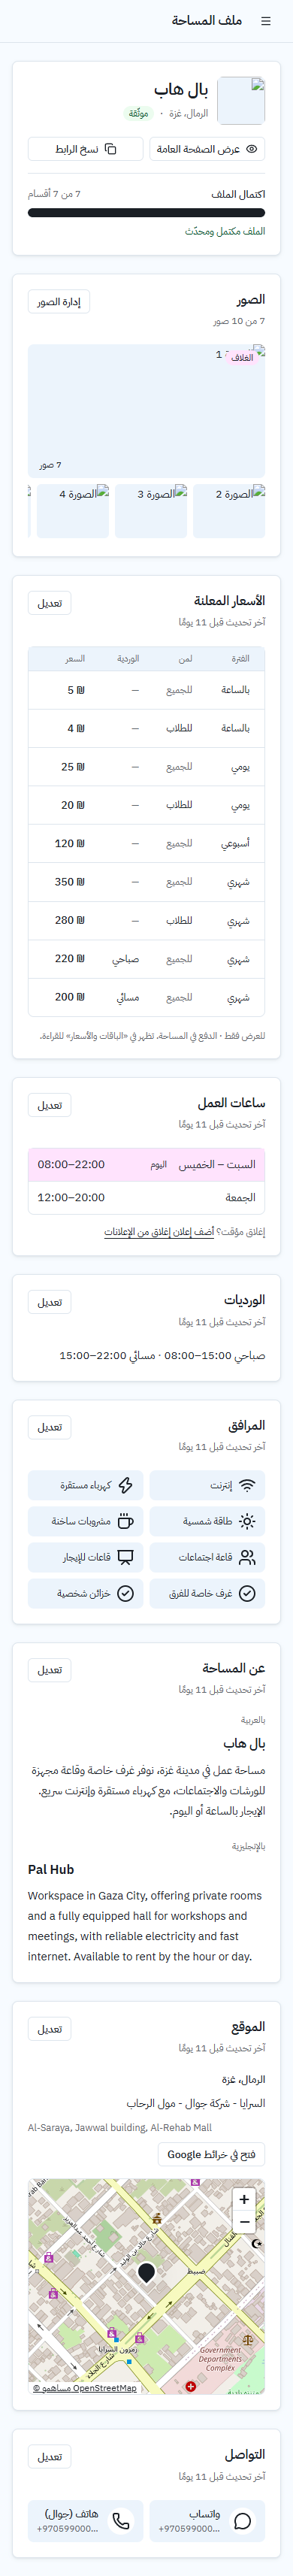 ملف المساحة
بال هاب
الرمال، غزة · موثّقة
عرض الصفحة العامة
نسخ الرابط
اكتمال الملف
7 من 7 أقسام
الملف مكتمل ومحدّث
الصور
إدارة الصور
7 من 10 صور
الغلاف
1
7 صور
الصورة 2
الصورة 3
الصورة 4
الأسعار المعلنة
تعديل
آخر تحديث قبل 11 يومًا
الفترة لمن الوردية السعر
بالساعة للجميع — ₪ 5
بالساعة للطلاب — ₪ 4
يومي للجميع — ₪ 25
يومي للطلاب — ₪ 20
أسبوعي للجميع — ₪ 120
شهري للجميع — ₪ 350
شهري للطلاب — ₪ 280
شهري للجميع صباحي ₪ 220
شهري للجميع مسائي ₪ 200
للعرض فقط · الدفع في المساحة. تظهر في «الباقات والأسعار» للقراءة.
ساعات العمل
تعديل
آخر تحديث قبل 11 يومًا
السبت – الخميس اليوم 08:00–22:00
الجمعة 12:00–20:00
إغلاق مؤقت؟ أضف إعلان إغلاق من الإعلانات
الورديات
تعديل
آخر تحديث قبل 11 يومًا
صباحي 08:00–15:00 · مسائي 15:00–22:00
المرافق
تعديل
آخر تحديث قبل 11 يومًا
إنترنت
كهرباء مستقرة
طاقة شمسية
مشروبات ساخنة
قاعة اجتماعات
قاعات للإيجار
غرف خاصة للفرق
خزائن شخصية
عن المساحة
تعديل
آخر تحديث قبل 11 يومًا
بالعربية
بال هاب
مساحة عمل في مدينة غزة، نوفر غرف خاصة وقاعة مجهزة
للورشات والاجتماعات، مع كهرباء مستقرة وإنترنت سريع.
الإيجار بالساعة أو اليوم.
بالإنجليزية
Pal Hub
Workspace in Gaza City, offering private rooms
and a fully equipped hall for workshops and
meetings, with reliable electricity and fast
internet. Available to rent by the hour or day.
الموقع
تعديل
آخر تحديث قبل 11 يومًا
الرمال، غزة
السرايا - شركة جوال - مول الرحاب
Al-Saraya, Jawwal building, Al-Rehab Mall
فتح في خرائط Google
+
−
ضبيط
رمزون السرايا
شارع الجلاء
Government
Departments
Complex
© مساهمو OpenStreetMap
التواصل
تعديل
آخر تحديث قبل 11 يومًا
واتساب
+970599000...
هاتف (جوال)
+970599000...